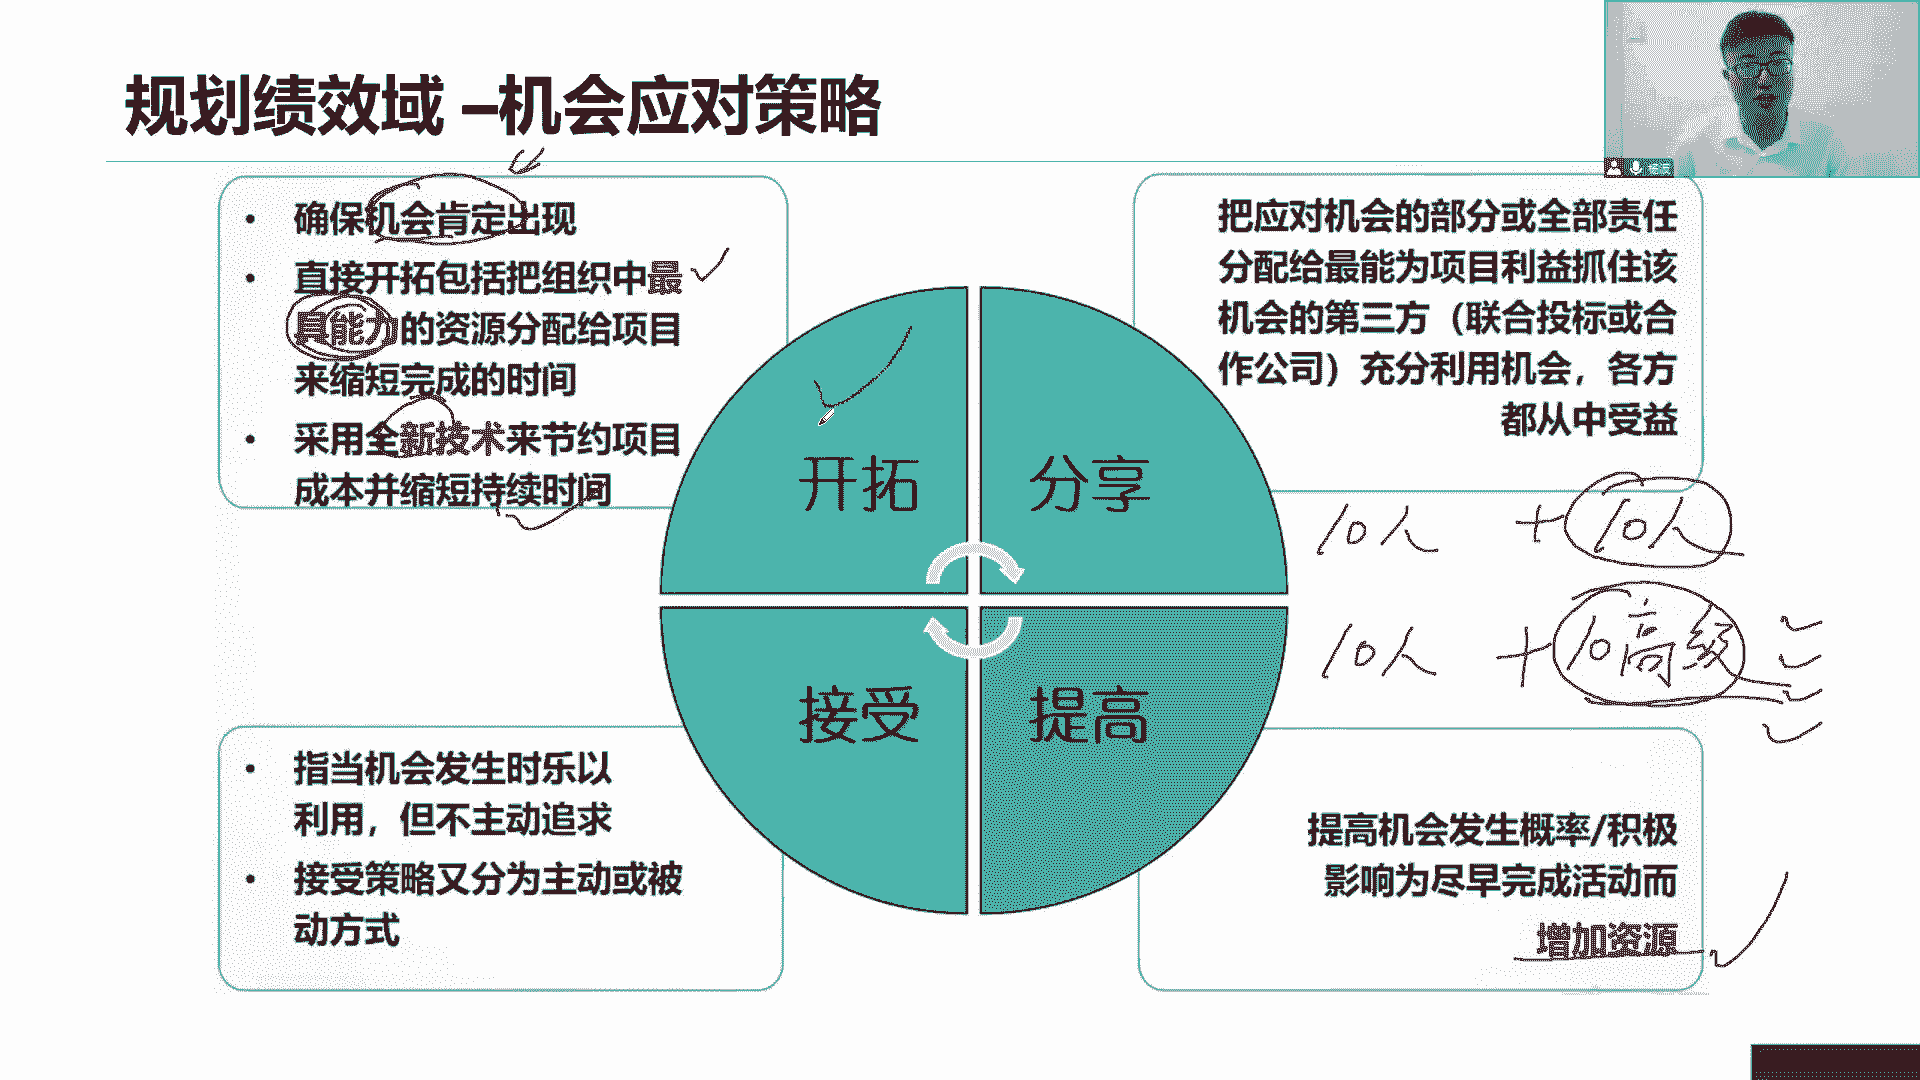 规划绩效域 –机会应对策略
• 确保机会肯定出现
• 直接开拓包括把组织中最
具能力的资源分配给项目
来缩短完成的时间
• 采用全新技术来节约项目
成本并缩短持续时间
把应对机会的部分或全部责任
分配给最能为项目利益抓住该
机会的第三方（联合投标或合
作公司）充分利用机会，各方
都从中受益
开拓
分享
10人 + 10人
10人 + 10高级
接受
提高
• 指当机会发生时乐以
利用，但不主动追求
• 接受策略又分为主动或被
动方式
提高机会发生概率/积极
影响为尽早完成活动而
增加资源